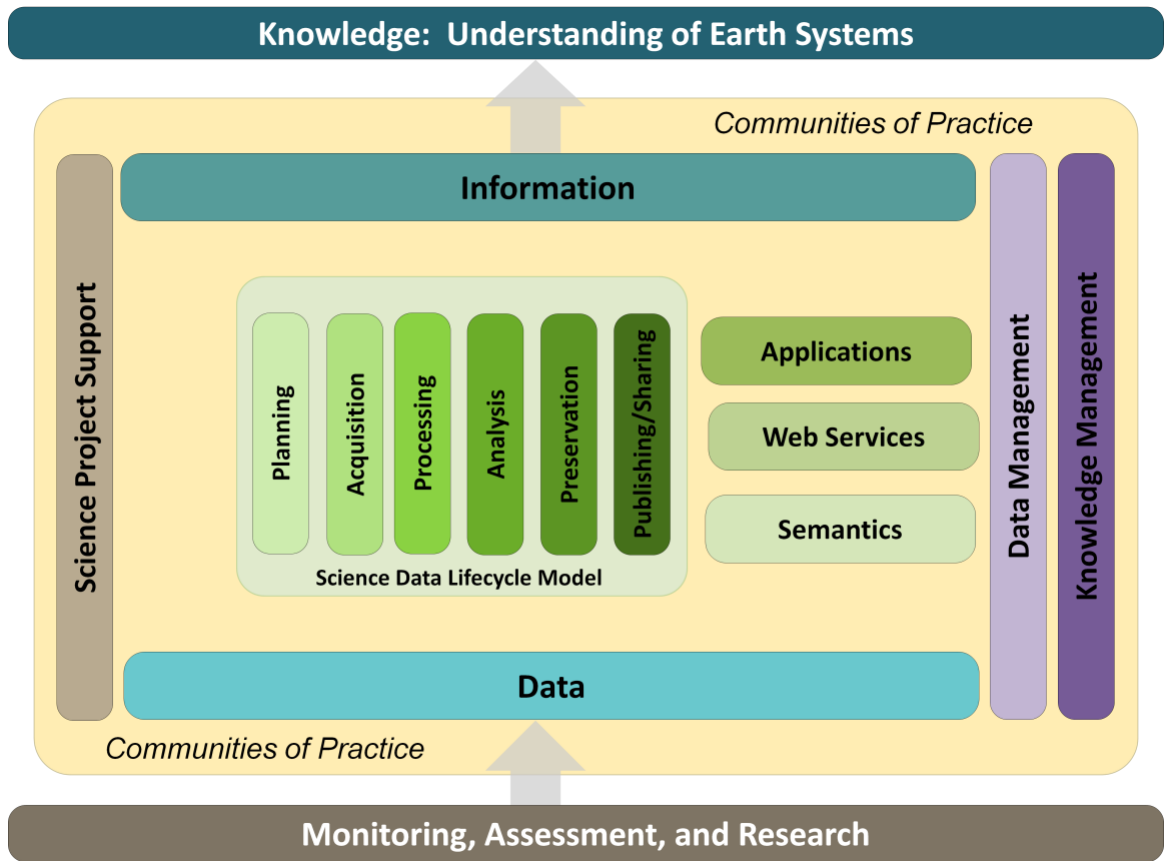 Knowledge:  Understanding of Earth Systems
Communities of Practice
Science Project Support
Information
Planning
Acquisition
Processing
Analysis
Preservation
Publishing/Sharing
Science Data Lifecycle Model
Applications
Web Services
Semantics
Data Management
Knowledge Management
Data
Communities of Practice
Monitoring, Assessment, and Research